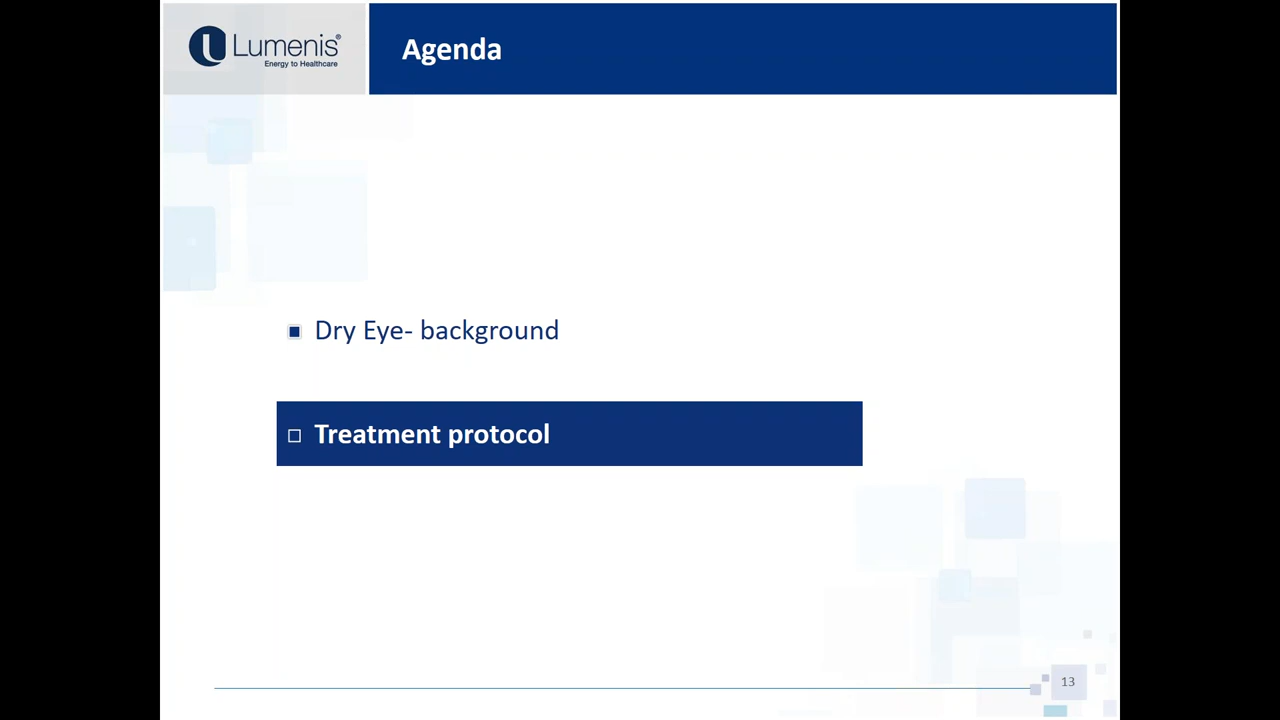 Lumenis®
Energy to Healthcare
Agenda
Dry Eye- background
Treatment protocol
13